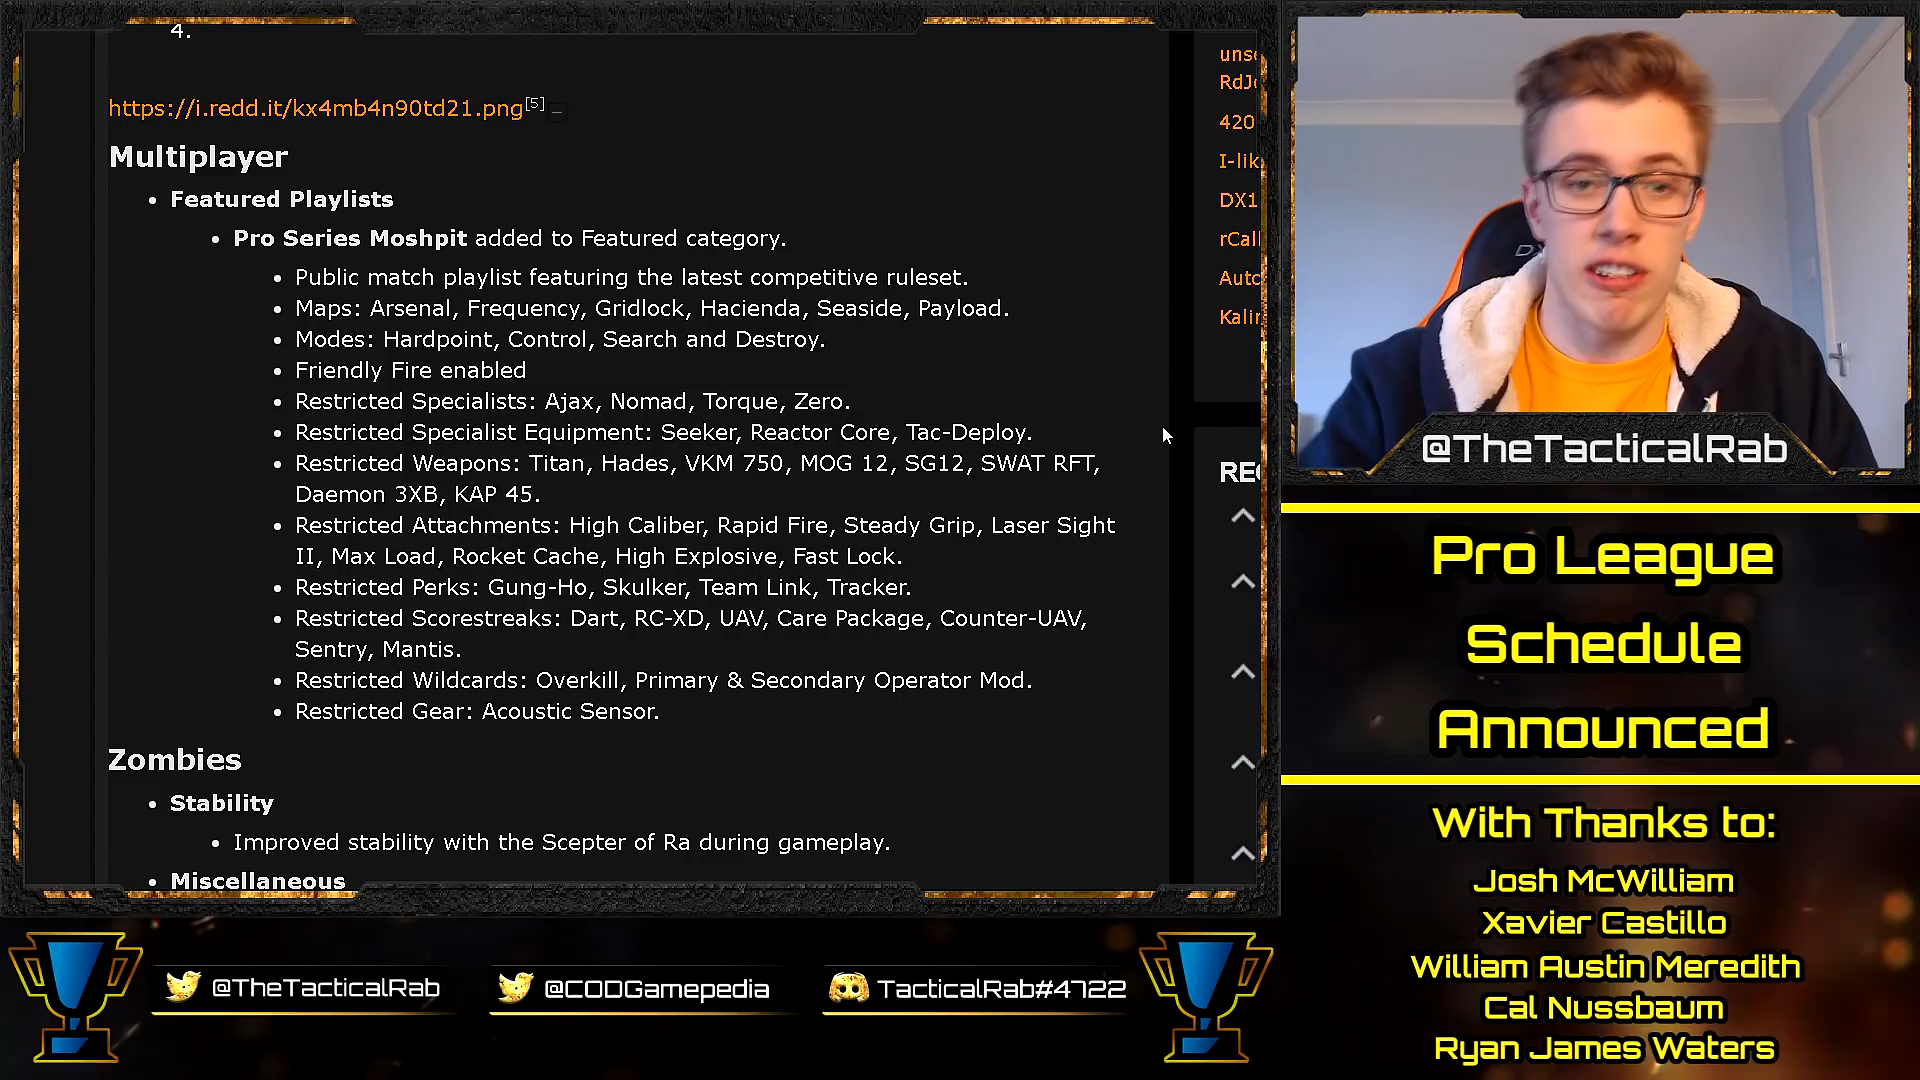 4.
https://i.redd.it/kx4mb4n90td21.png[5]
Multiplayer
Featured Playlists
Pro Series Moshpit added to Featured category.
Public match playlist featuring the latest competitive ruleset.
Maps: Arsenal, Frequency, Gridlock, Hacienda, Seaside, Payload.
Modes: Hardpoint, Control, Search and Destroy.
Friendly Fire enabled
Restricted Specialists: Ajax, Nomad, Torque, Zero.
Restricted Specialist Equipment: Seeker, Reactor Core, Tac-Deploy.
Restricted Weapons: Titan, Hades, VKM 750, MOG 12, SG12, SWAT RFT,
Daemon 3XB, KAP 45.
Restricted Attachments: High Caliber, Rapid Fire, Steady Grip, Laser Sight
II, Max Load, Rocket Cache, High Explosive, Fast Lock.
Restricted Perks: Gung-Ho, Skulker, Team Link, Tracker.
Restricted Scorestreaks: Dart, RC-XD, UAV, Care Package, Counter-UAV,
Sentry, Mantis.
Restricted Wildcards: Overkill, Primary & Secondary Operator Mod.
Restricted Gear: Acoustic Sensor.
Zombies
Stability
Improved stability with the Scepter of Ra during gameplay.
Miscellaneous
420
I-lik
DX1
@TheTacticalRab
Pro League
Schedule
Announced
With Thanks to:
Josh McWilliam
Xavier Castillo
William Austin Meredith
Cal Nussbaum
Ryan James Waters
@TheTacticalRab
@CODGamepedia
TacticalRab#4722